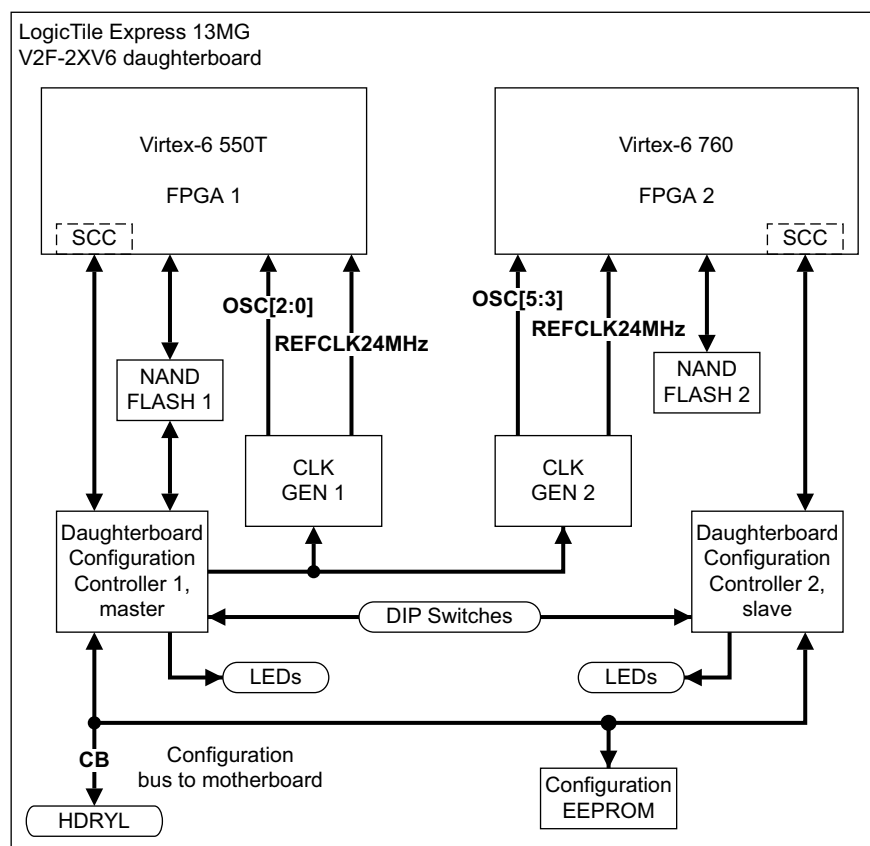 LogicTile Express 13MG
V2F-2XV6 daughterboard
Virtex-6 550T
FPGA 1
SCC
Virtex-6 760
FPGA 2
SCC
OSC[2:0]
REFCLK24MHz
OSC[5:3]
REFCLK24MHz
NAND
FLASH 1
NAND
FLASH 2
CLK
GEN 1
CLK
GEN 2
Daughterboard
Configuration
Controller 1,
master
Daughterboard
Configuration
Controller 2,
slave
DIP Switches
LEDs
LEDs
CB
Configuration
bus to motherboard
HDRYL
Configuration
EEPROM